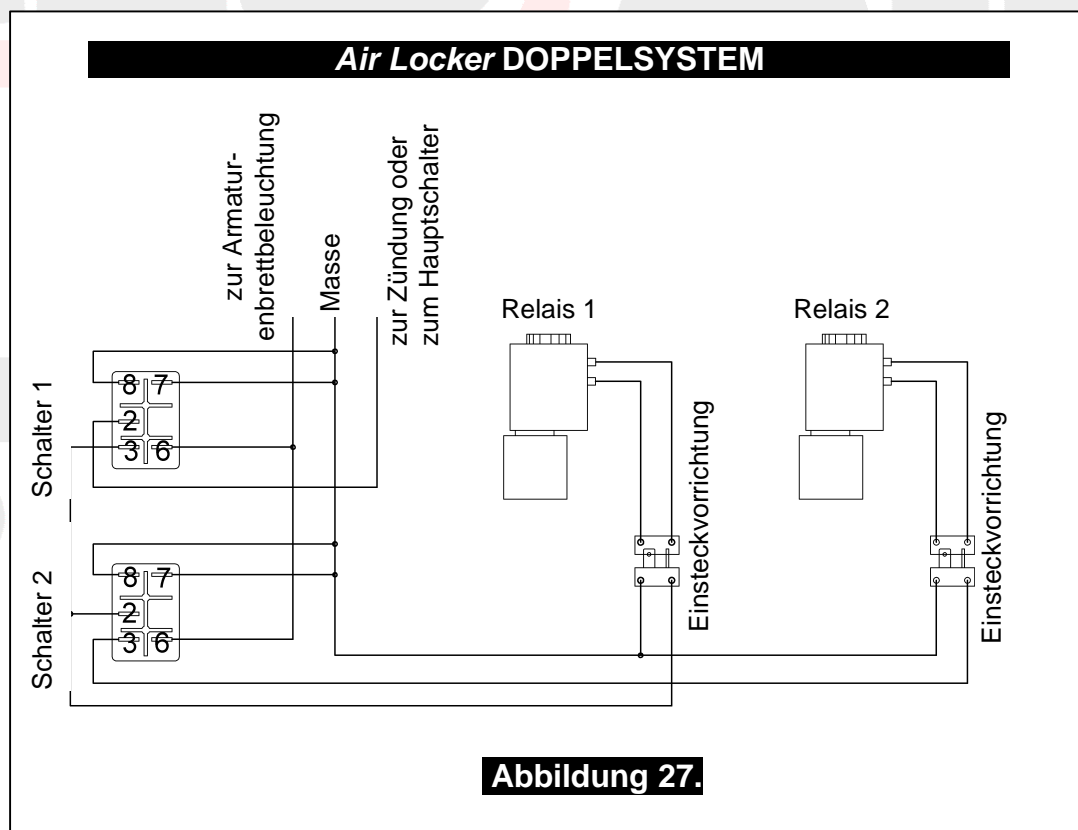 Air Locker DOPPELSYSTEM
zur Armatur-
enbrettbeleuchtung
Masse
zur Zündung oder
zum Hauptschalter
Relais 1
Relais 2
Schalter 1
8 7
2
3 6
Einsteckvorrichtung
Einsteckvorrichtung
Schalter 2
8 7
2
3 6
Abbildung 27.